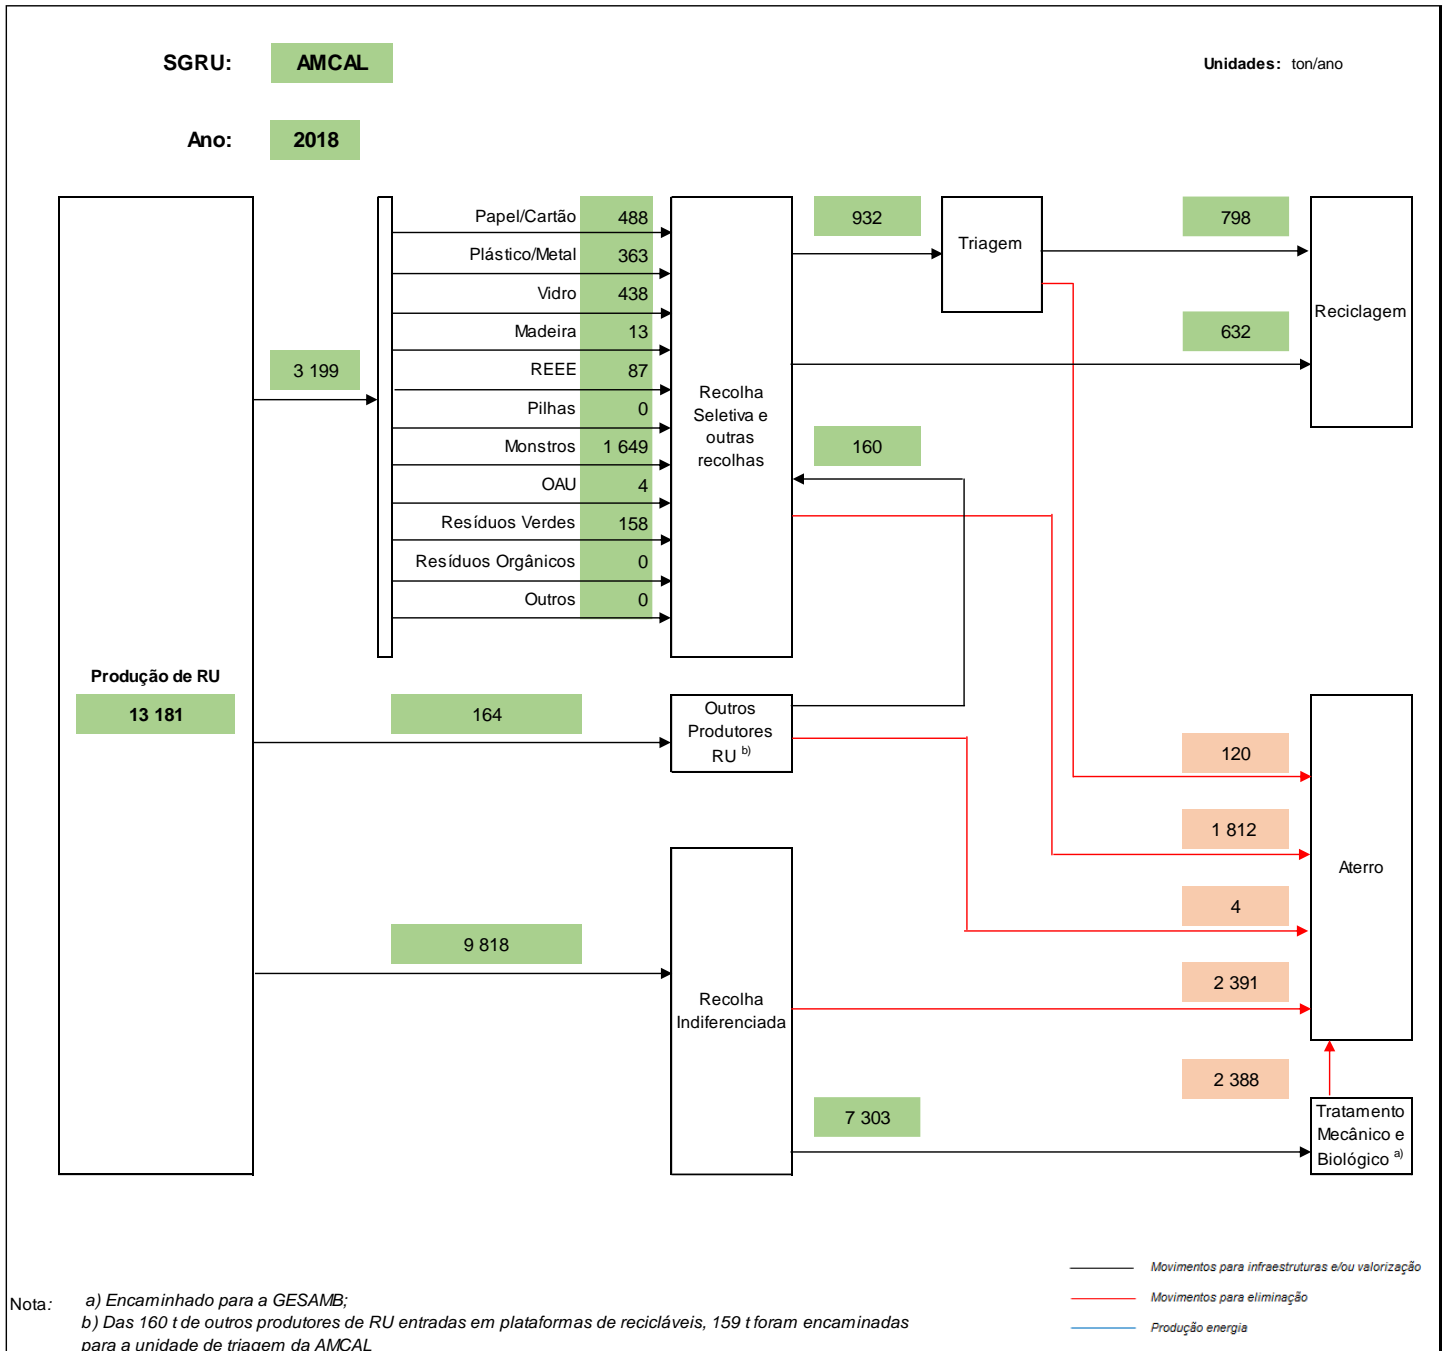 SGRU: AMCAL
Unidades: ton/ano
Ano: 2018
Papel/Cartão 488
Plástico/Metal 363
Vidro 438
Madeira 13
REEE 87
Pilhas 0
Monstros 1 649
OAU 4
Resíduos Verdes 158
Resíduos Orgânicos 0
Outros 0
3 199
Recolha
Seletiva e
outras
recolhas
932
Triagem
798
632
Reciclagem
160
Produção de RU
13 181
164
Outros
Produtores
RU b)
120
1 812
4
2 391
2 388
Aterro
9 818
Recolha
Indiferenciada
7 303
Tratamento
Mecânico e
Biológico a)
Movimentos para infraestruturas e/ou valorização
Movimentos para eliminação
Produção energia
Nota: a) Encaminhado para a GESAMB;
b) Das 160 t de outros produtores de RU entradas em plataformas de recicláveis, 159 t foram encaminadas
para a unidade de triagem da AMCAL